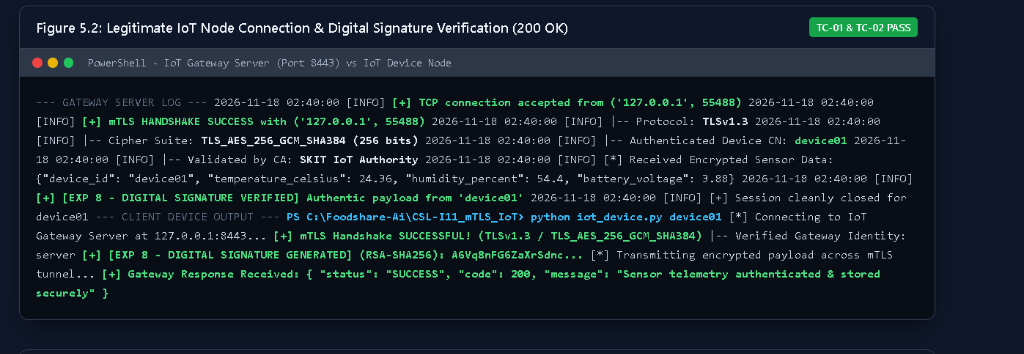 Figure 5.2: Legitimate IoT Node Connection & Digital Signature Verification (200 OK)
TC-01 & TC-02 PASS
PowerShell - IoT Gateway Server (Port 8443) vs IoT Device Node
--- GATEWAY SERVER LOG --- 2026-11-18 02:40:00 [INFO] [+] TCP connection accepted from ('127.0.0.1', 55488) 2026-11-18 02:40:00
[INFO] [+] mTLS HANDSHAKE SUCCESS with ('127.0.0.1', 55488) 2026-11-18 02:40:00 [INFO] |-- Protocol: TLSv1.3 2026-11-18 02:40:00
[INFO] |-- Cipher Suite: TLS_AES_256_GCM_SHA384 (256 bits) 2026-11-18 02:40:00 [INFO] |-- Authenticated Device CN: device01 2026-11-
18 02:40:00 [INFO] |-- Validated by CA: SKIT IoT Authority 2026-11-18 02:40:00 [INFO] [*] Received Encrypted Sensor Data:
{"device_id": "device01", "temperature_celsius": 24.36, "humidity_percent": 54.4, "battery_voltage": 3.88} 2026-11-18 02:40:00 [INFO]
[+] [EXP 8 - DIGITAL SIGNATURE VERIFIED] Authentic payload from 'device01' 2026-11-18 02:40:00 [INFO] [+] Session cleanly closed for
device01 --- CLIENT DEVICE OUTPUT --- PS C:\Foodshare-Ai\CSL-I11_mTLS_IoT> python iot_device.py device01 [*] Connecting to IoT
Gateway Server at 127.0.0.1:8443... [+] mTLS Handshake SUCCESSFUL! (TLSv1.3 / TLS_AES_256_GCM_SHA384) |-- Verified Gateway Identity:
server [+] [EXP 8 - DIGITAL SIGNATURE GENERATED] (RSA-SHA256): AGVq8nFG6ZaXrSdnc... [*] Transmitting encrypted payload across mTLS
tunnel... [+] Gateway Response Received: { "status": "SUCCESS", "code": 200, "message": "Sensor telemetry authenticated & stored
securely" }